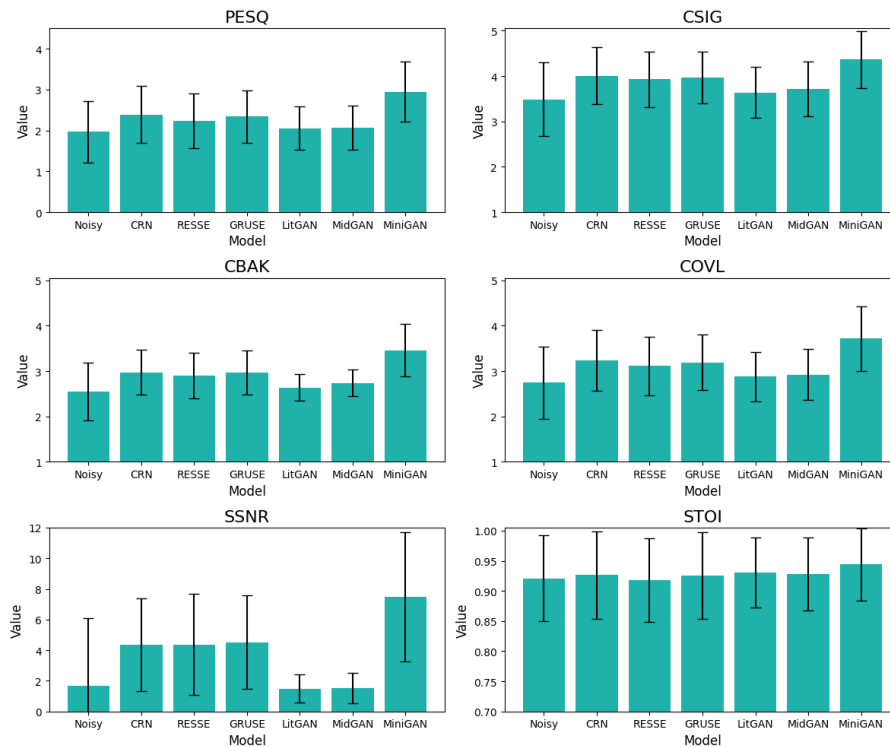 PESQ
Value
4
3
2
1
0
Noisy CRN RESSE GRUSE LitGAN MidGAN MiniGAN
Model
CSIG
Value
5
4
3
2
1
Noisy CRN RESSE GRUSE LitGAN MidGAN MiniGAN
Model
CBAK
Value
5
4
3
2
1
Noisy CRN RESSE GRUSE LitGAN MidGAN MiniGAN
Model
COVL
Value
5
4
3
2
1
Noisy CRN RESSE GRUSE LitGAN MidGAN MiniGAN
Model
SSNR
Value
12
10
8
6
4
2
0
Noisy CRN RESSE GRUSE LitGAN MidGAN MiniGAN
Model
STOI
Value
1.00
0.95
0.90
0.85
0.80
0.75
0.70
Noisy CRN RESSE GRUSE LitGAN MidGAN MiniGAN
Model